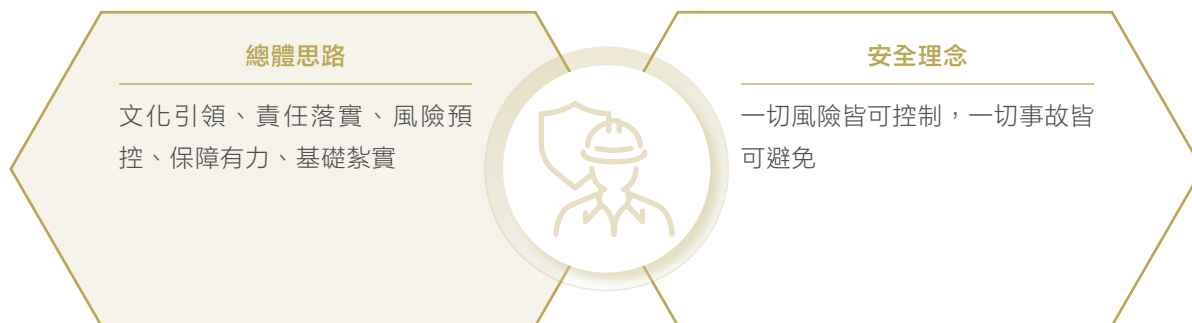 總體思路
文化引領、責任落實、風險預
控、保障有力、基礎紮實
安全理念
一切風險皆可控制，一切事故皆
可避免